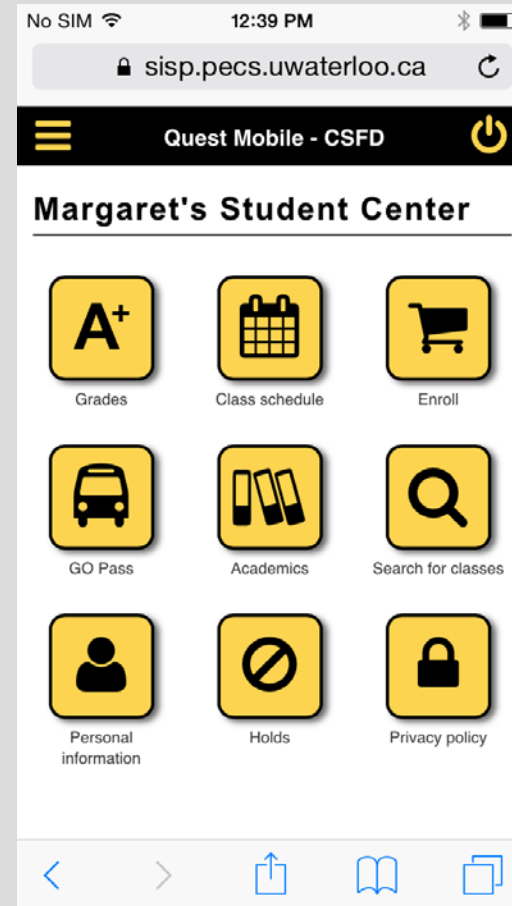 No SIM 12:39 PM
sisp.pecs.uwaterloo.ca
Quest Mobile - CSFD
Margaret's Student Center
A+
Grades Class schedule Enroll
GO Pass Academics Search for classes
Personal information Holds Privacy policy